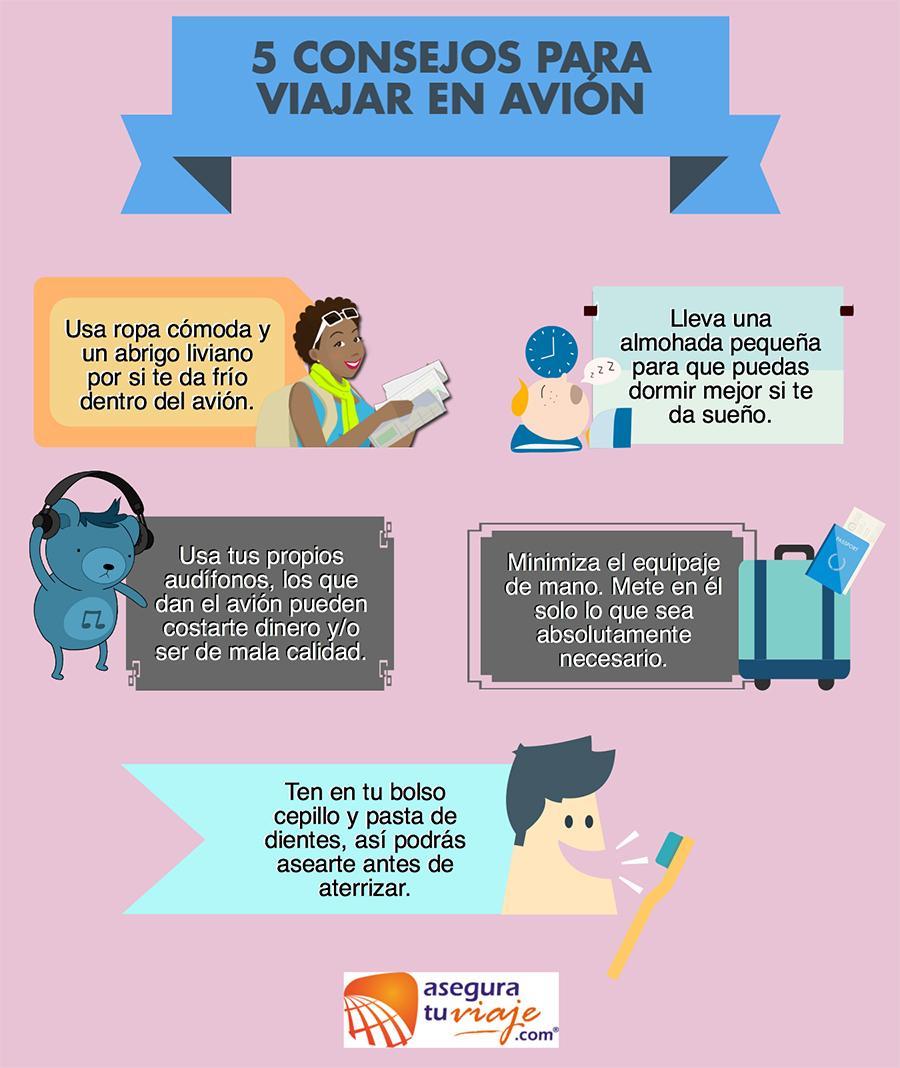 5 CONSEJOS PARA
VIAJAR EN AVIÓN
Usa ropa cómoda y
un abrigo liviano
por si te da frío
dentro del avión.
zzz
Lleva una
almohada pequeña
para que puedas
dormir mejor si te
da sueño.
Usa tus propios
audífonos, los que
dan el avión pueden
costarte dinero y/o
ser de mala calidad.
Minimiza el equipaje
de mano. Mete en él
solo lo que sea
absolutamente
necesario.
PASSPORT
Ten en tu bolso
cepillo y pasta de
dientes, así podrás
asearte antes de
aterrizar.
asegura
tu viaje
.com®